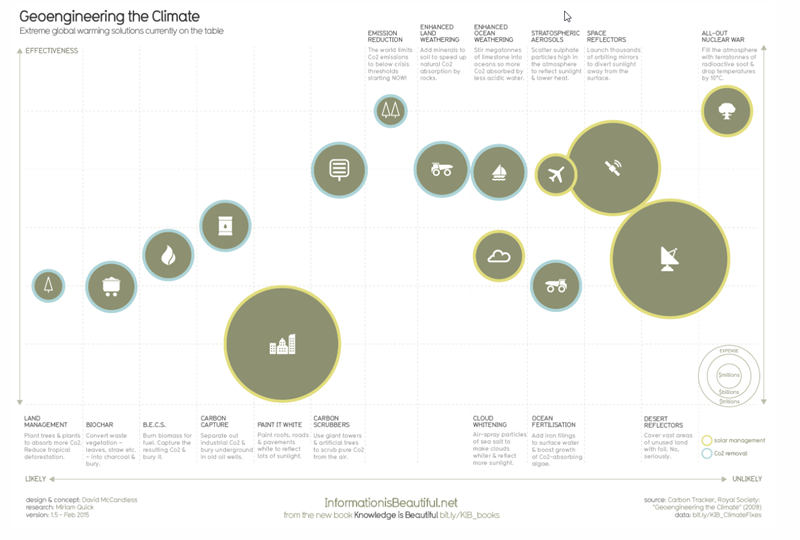 Geoengineering the Climate
Extreme global warming solutions currently on the table
EFFECTIVENESS
EMISSION
REDUCTION
The world limits
Co2 emissions
to below crisis
thresholds
starting NOW!
ENHANCED
LAND
WEATHERING
Add minerals to
soil to speed up
natural Co2
absorption by
rocks.
ENHANCED
OCEAN
WEATHERING
Stir megatonnes
of limestone into
oceans so more
Co2 absorbed by
less acidic water.
STRATOSPHERIC
AEROSOLS
Scatter sulphate
particles high in
the atmosphere
to reflect sunlight
& lower heat.
SPACE
REFLECTORS
Launch thousands
of orbiting mirrors
to divert sunlight
away from the
surface.
ALL-OUT
NUCLEAR WAR
Fill the atmosphere
with terratonnes of
radioactive soot &
drop temperatures
by 10°C.
EXPENSE
$millions
$billions
$trillions
LAND
MANAGEMENT
Plant trees & plants
to absorb more Co2.
Reduce tropical
deforestation.
BIOCHAR
Convert waste
vegetation –
leaves, straw etc.
– into charcoal &
bury.
B.E.C.S.
Burn biomass for
fuel. Capture the
resulting Co2 &
bury it.
CARBON
CAPTURE
Separate out
industrial Co2 &
bury underground
in old oil wells.
PAINT IT WHITE
Paint roofs, roads
& pavements
white to reflect
lots of sunlight.
CARBON
SCRUBBERS
Use giant towers
& artificial trees
to scrub pure Co2
from the air.
CLOUD
WHITENING
Air-spray particles
of sea salt to
make clouds
whiter & reflect
more sunlight.
OCEAN
FERTILISATION
Add iron filings
to surface water
& boost growth
of Co2-absorbing
algae.
DESERT
REFLECTORS
Cover vast areas
of unused land
with foil. No,
seriously.
solar management
Co2 removal
LIKELY
UNLIKELY
design & concept: David McCandless
research: Miriam Quick
version: 1.5 - Feb 2015
InformationisBeautiful.net
from the new book Knowledge is Beautiful bit.ly/KIB_books
source: Carbon Tracker, Royal Society:
"Geoengineering the Climate" (2009)
data: bit.ly/KIB_ClimateFixes